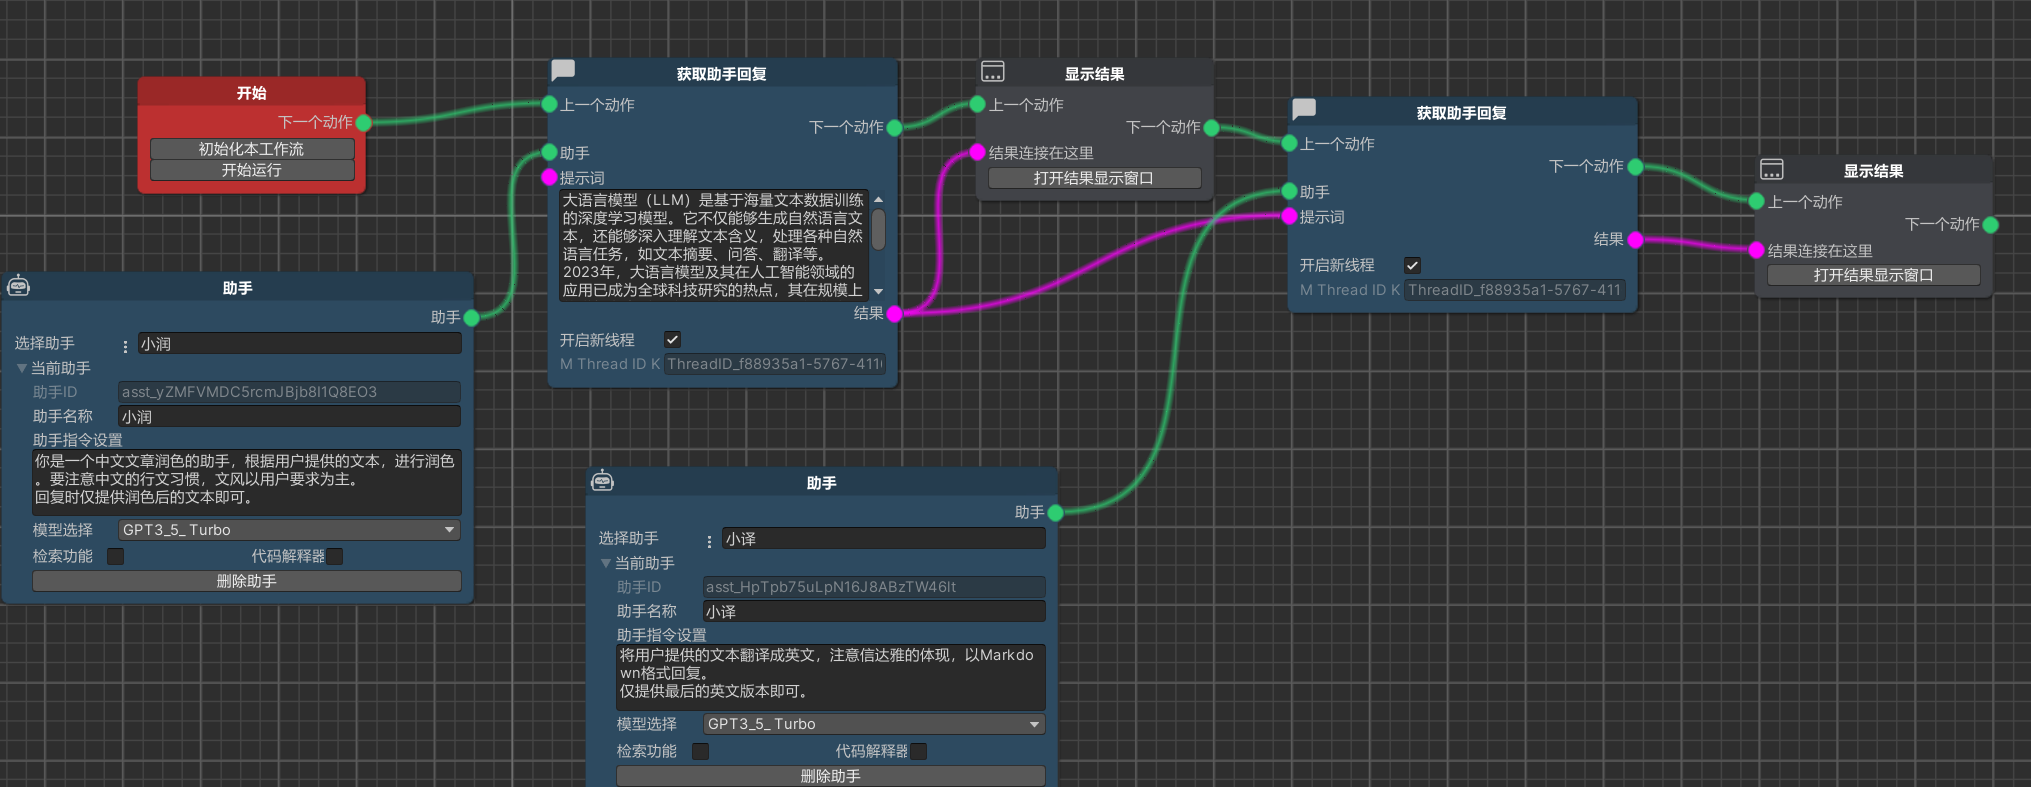 开始
下一个动作
初始化本工作流
开始运行
获取助手回复
上一个动作
下一个动作
助手
提示词
大语言模型（LLM）是基于海量文本数据训练
的深度学习模型。它不仅能够生成自然语言文
本，还能够深入理解文本含义，处理各种自然
语言任务，如文本摘要、问答、翻译等。
2023年，大语言模型及其在人工智能领域的
应用已成为全球科技研究的热点，其在规模上
结果
开启新线程
M Thread ID K ThreadID_f88935a1-5767-411
显示结果
上一个动作
下一个动作
结果连接在这里
打开结果显示窗口
获取助手回复
上一个动作
下一个动作
助手
提示词
结果
开启新线程
M Thread ID K ThreadID_f88935a1-5767-411
显示结果
上一个动作
下一个动作
结果连接在这里
打开结果显示窗口
助手
助手
选择助手 小润
当前助手
助手ID asst_yZMFVMDC5rcmJBjb8I1Q8EO3
助手名称 小润
助手指令设置
你是一个中文文章润色的助手，根据用户提供的文本，进行润色
。要注意中文的行文习惯，文风以用户要求为主。
回复时仅提供润色后的文本即可。
模型选择 GPT3_5_Turbo
检索功能 代码解释器
删除助手
助手
助手
选择助手 小译
当前助手
助手ID asst_HpTpb75uLpN16J8ABzTW46lt
助手名称 小译
助手指令设置
将用户提供的文本翻译成英文，注意信达雅的体现，以Markdo
wn格式回复。
仅提供最后的英文版本即可。
模型选择 GPT3_5_Turbo
检索功能 代码解释器
删除助手